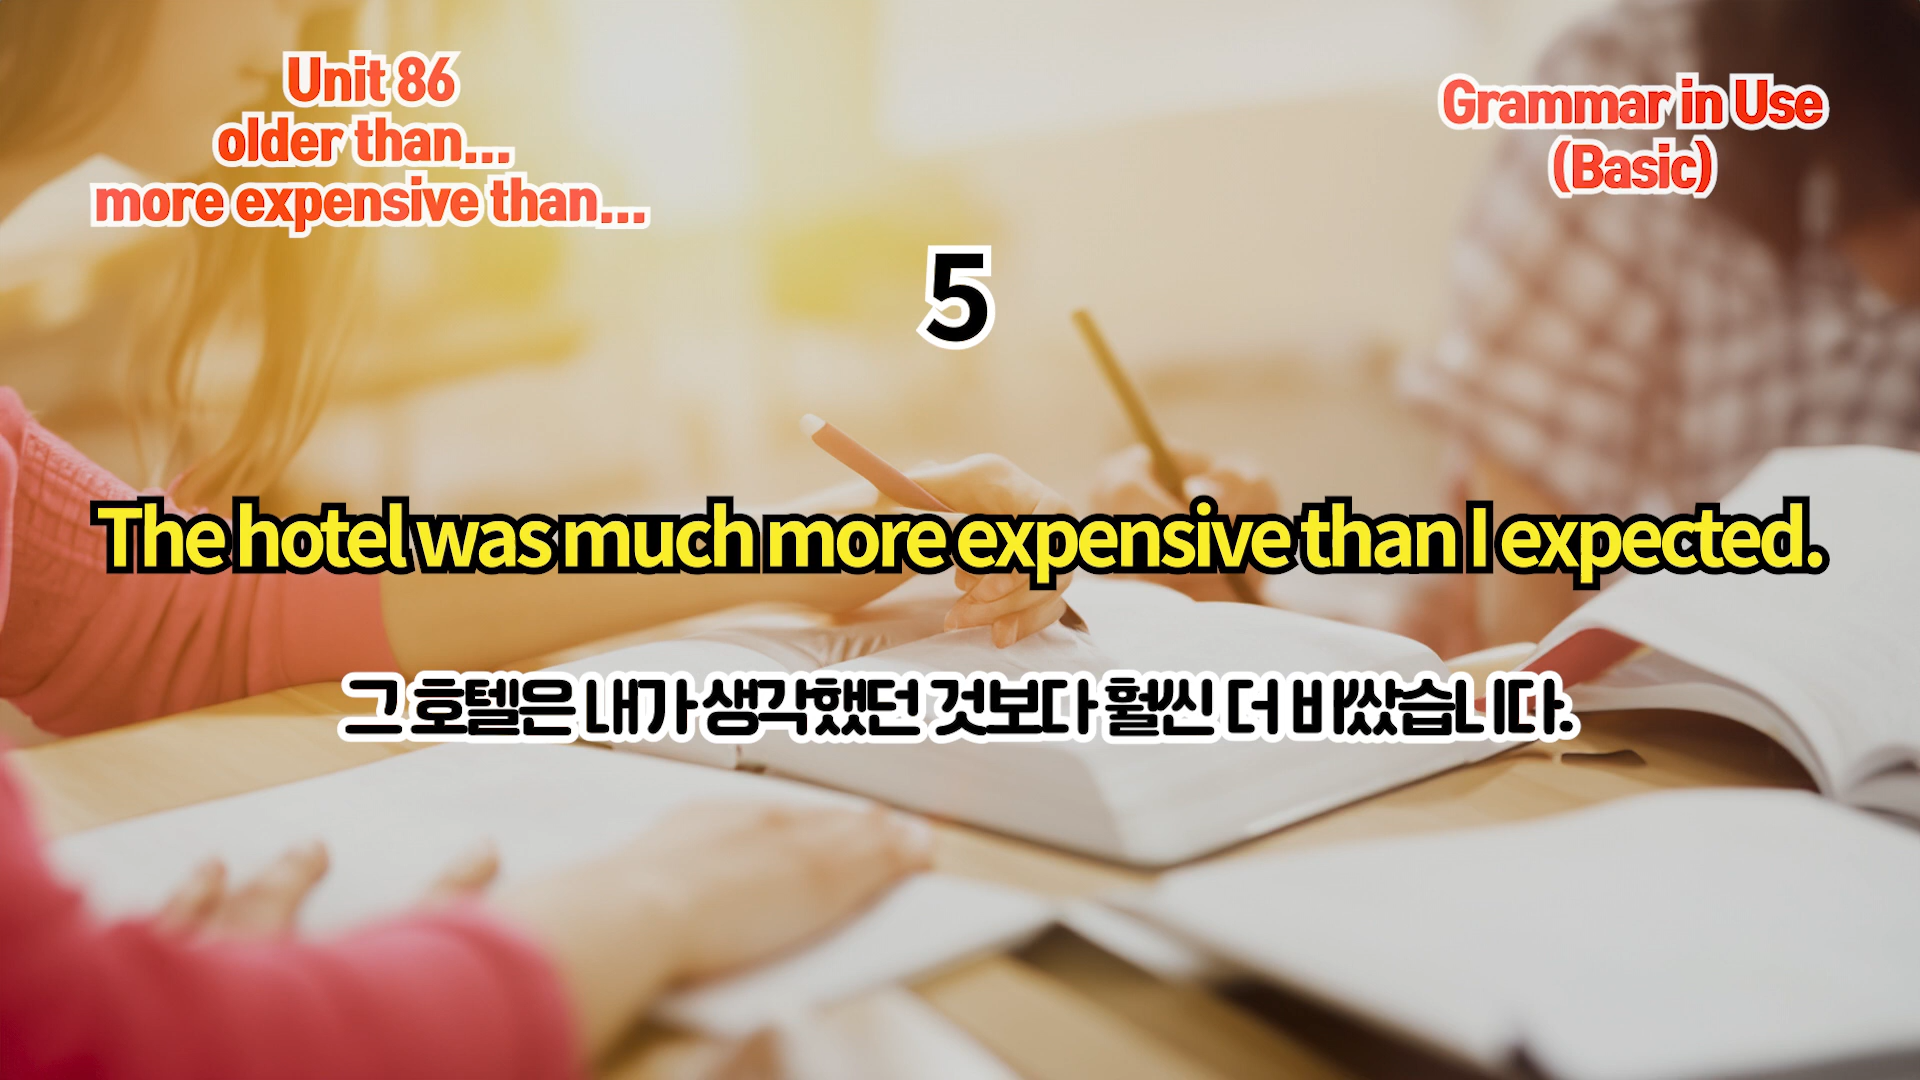 Unit 86
older than...
more expensive than...
Grammar in Use
(Basic)
5
The hotel was much more expensive than I expected.
그 호텔은 내가 생각했던 것보다 훨씬 더 비쌌습니다.